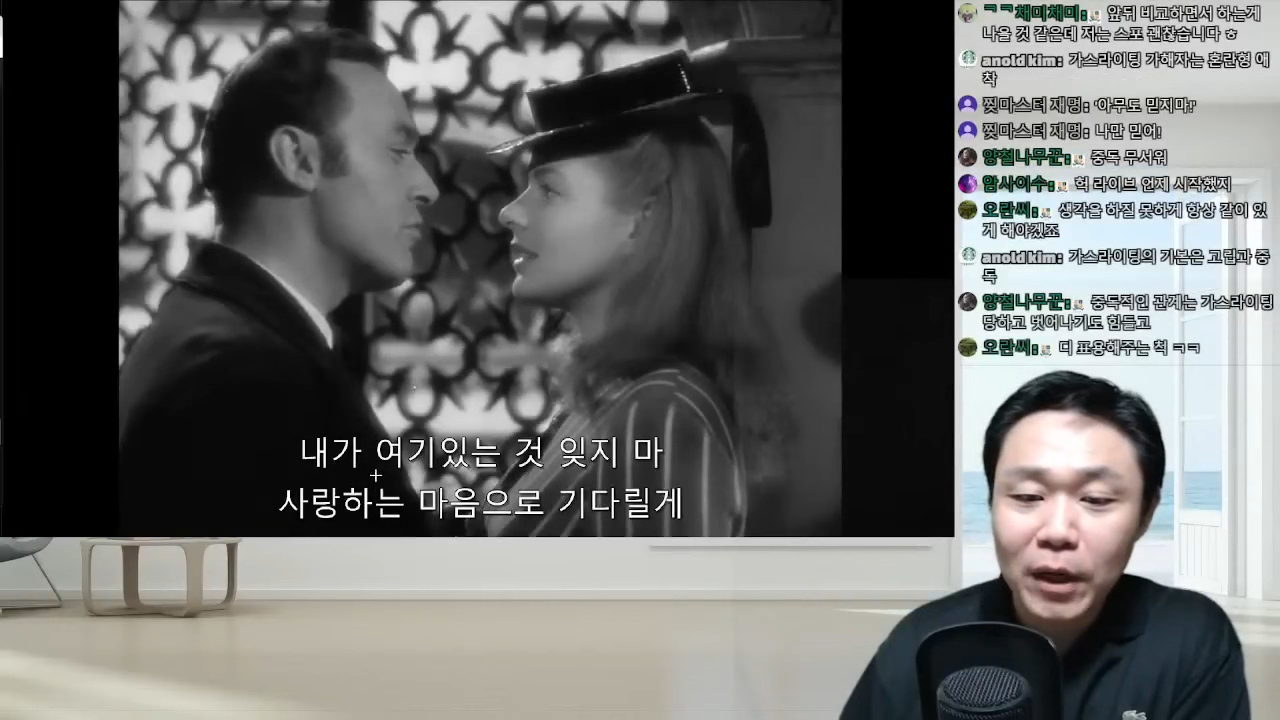 내가 여기있는 것 잊지 마
사랑하는 마음으로 기다릴게
ㅋㅋ채미채미: 앞뒤 비교하면서 하는게
나올 것 같은데 저는 스포 괜찮습니다 ㅎ
anold kim: 가스라이팅 가해자는 혼란형 애
착
찢마스터 재명: '아무도 믿지마!'
찢마스터 재명: 나만 믿어!
양철나무꾼: 중독 무서워
암사이수: 헉 라이브 언제 시작했지
오란씨: 생각을 하질 못하게 항상 같이 있
게 해야겠죠
anold kim: 가스라이팅의 기본은 고립과 중
독
양철나무꾼: 중독적인 관계는 가스라이팅
당하고 벗어나기도 힘들고
오란씨: 디 표용해주는 척 ㅋㅋ